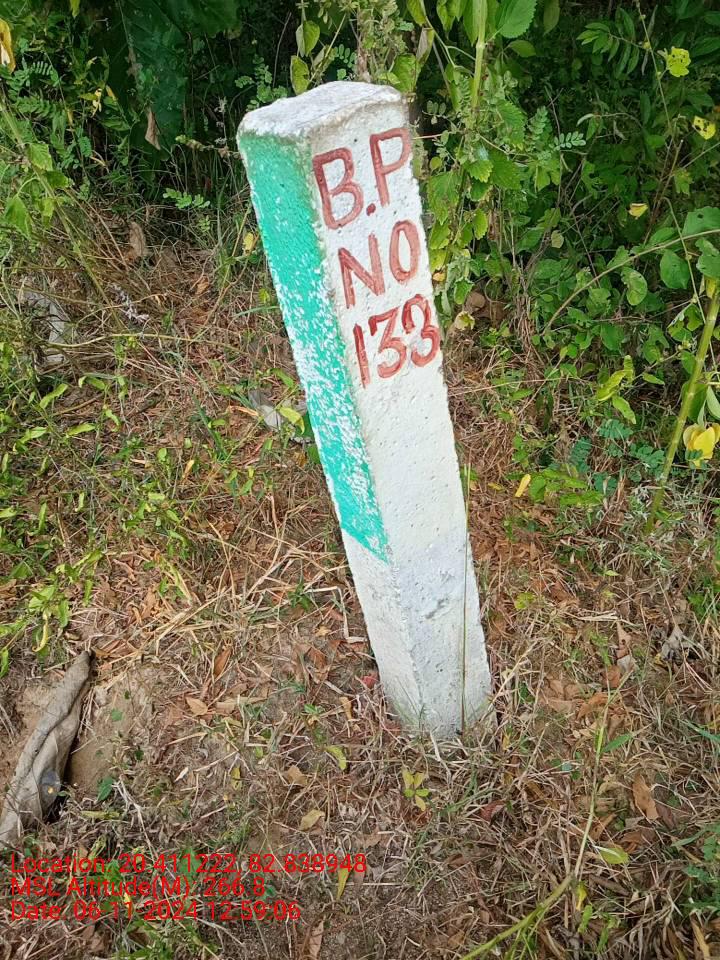 B.P
NO
133
Location: 20.411222, 82.838948
MSL Altitude(M): 266.8
Date: 06-11-2024 12:59:06